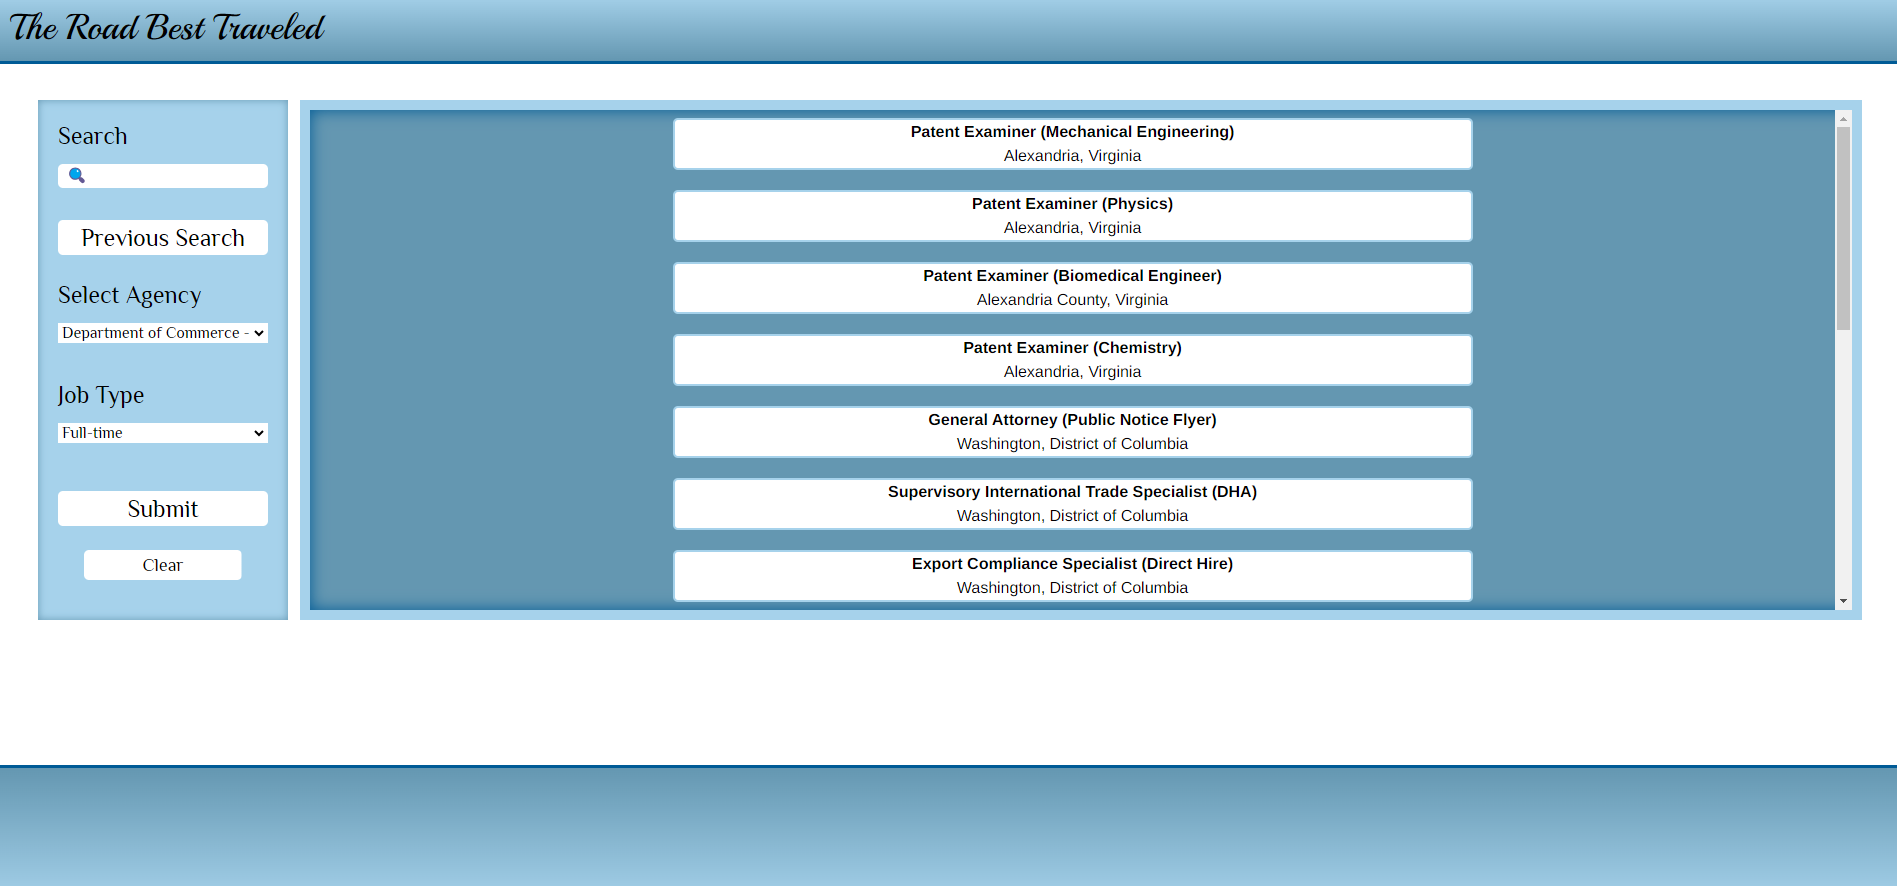 The Road Best Traveled
Search
Previous Search
Select Agency
Department of Commerce -
Job Type
Full-time
Submit
Clear
Patent Examiner (Mechanical Engineering)
Alexandria, Virginia
Patent Examiner (Physics)
Alexandria, Virginia
Patent Examiner (Biomedical Engineer)
Alexandria County, Virginia
Patent Examiner (Chemistry)
Alexandria, Virginia
General Attorney (Public Notice Flyer)
Washington, District of Columbia
Supervisory International Trade Specialist (DHA)
Washington, District of Columbia
Export Compliance Specialist (Direct Hire)
Washington, District of Columbia